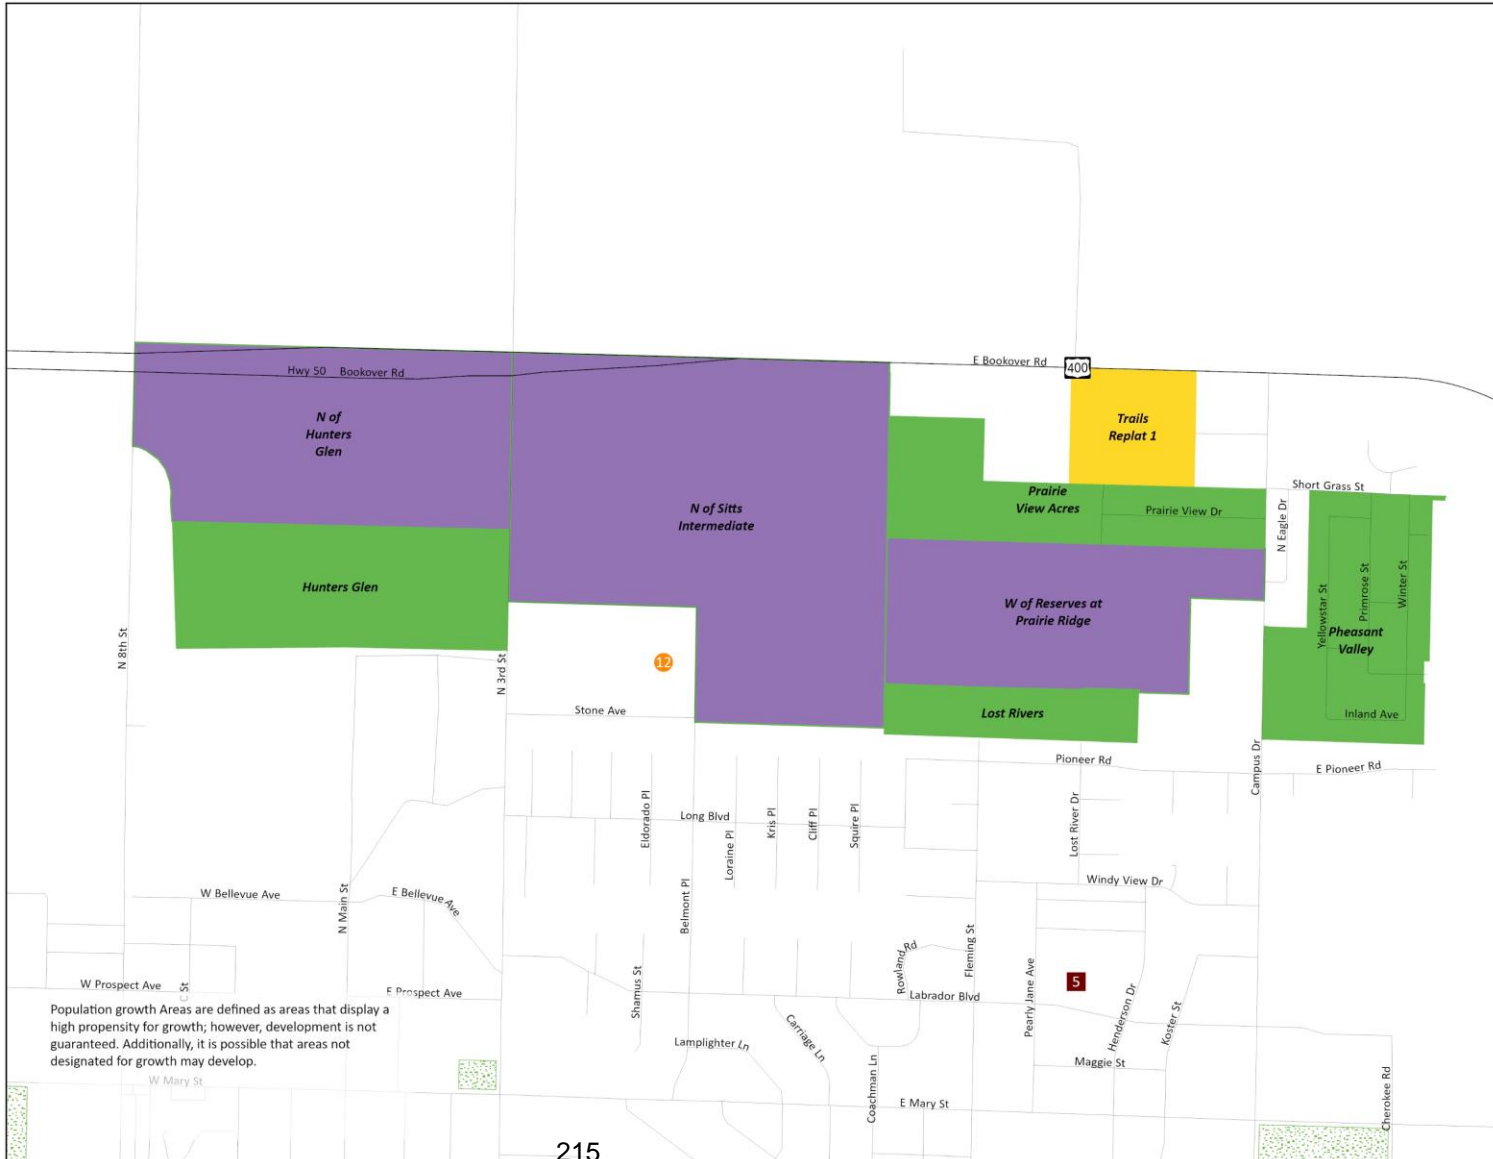 E Bookover Rd
400
Hwy 50 Bookover Rd
N of
Hunters
Glen
Trails
Replat 1
N of Sitts
Intermediate
Prairie
View Acres
Prairie View Dr
Short Grass St
N Eagle Dr
Hunters Glen
W of Reserves at
Prairie Ridge
Yellowstar St
Primrose St
Winter St
Pheasant
Valley
N 8th St
N 3rd St
12
Stone Ave
Lost Rivers
Inland Ave
Pioneer Rd
E Pioneer Rd
Campus Dr
Eldorado Pl
Long Blvd
Loraine Pl
Kris Pl
Cliff Pl
Squire Pl
Lost River Dr
Windy View Dr
W Bellevue Ave
N Main St
E Bellevue Ave
Belmont Pl
Rowland Rd
Fleming St
Pearly Jane Ave
5
W Prospect Ave
C St
E Prospect Ave
Shamus St
Labrador Blvd
Henderson Dr
Koster St
Population growth Areas are defined as areas that display a
high propensity for growth; however, development is not
guaranteed. Additionally, it is possible that areas not
designated for growth may develop.
Lamplighter Ln
Carriage Ln
Coachman Ln
Maggie St
W Mary St
E Mary St
Cherokee Rd
215